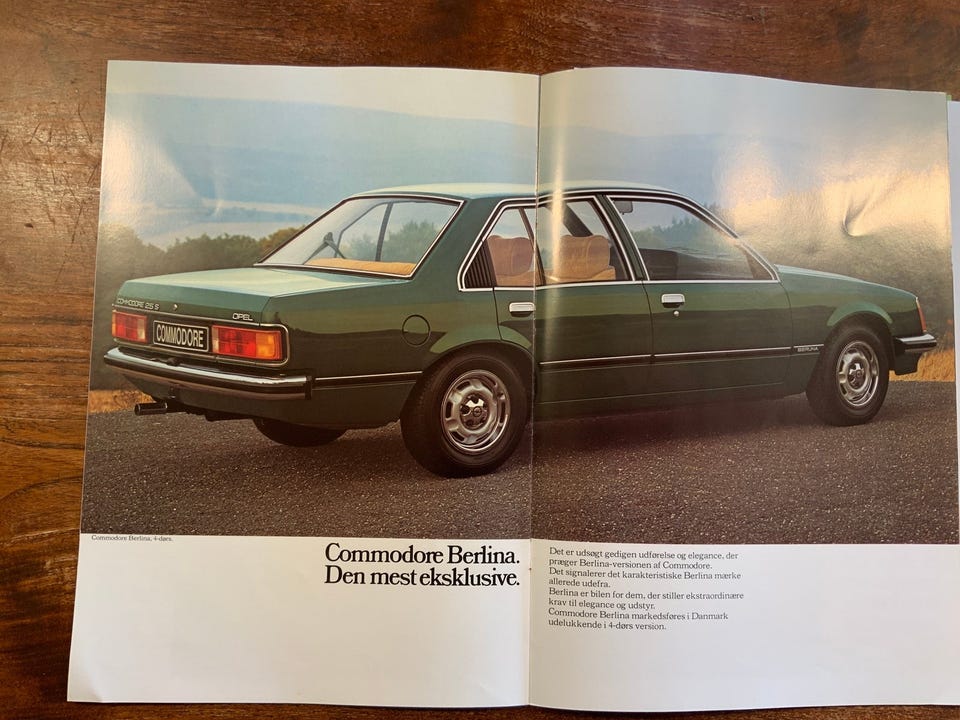 COMMODORE 2.5 S
OPEL
COMMODORE
BERLINA
Commodore Berlina, 4-dørs.
Commodore Berlina.
Den mest eksklusive.
Det er udsøgt gedigen udførelse og elegance, der
præger Berlina-versionen af Commodore.
Det signalerer det karakteristiske Berlina mærke
allerede udefra.
Berlina er bilen for dem, der stiller ekstraordinære
krav til elegance og udstyr.
Commodore Berlina markedsføres i Danmark
udelukkende i 4-dørs version.